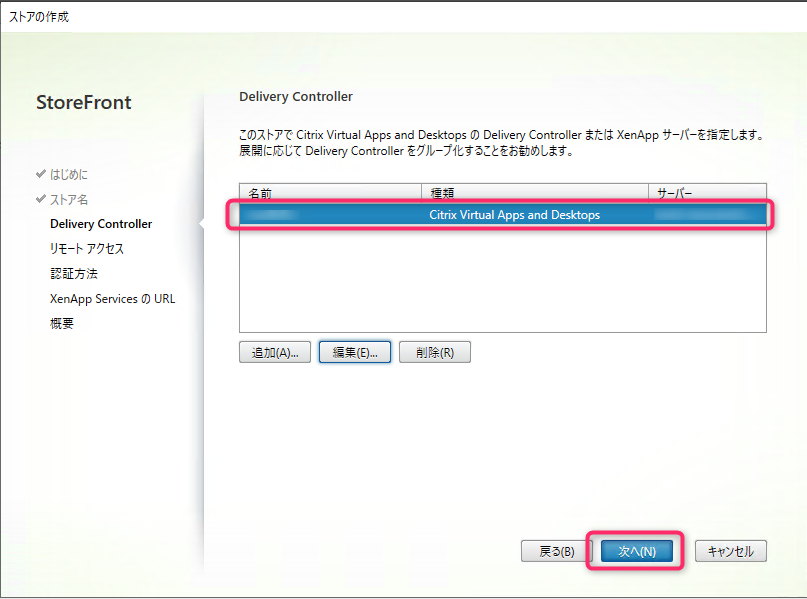 ストアの作成
StoreFront
はじめに
ストア名
Delivery Controller
リモート アクセス
認証方法
XenApp Services の URL
概要
Delivery Controller
このストアで Citrix Virtual Apps and Desktops の Delivery Controller または XenApp サーバーを指定します。
展開に応じて Delivery Controller をグループ化することをお勧めします。
名前 種類 サーバー
Citrix Virtual Apps and Desktops
追加(A)... 編集(E)... 削除(R)
戻る(B) 次へ(N) キャンセル